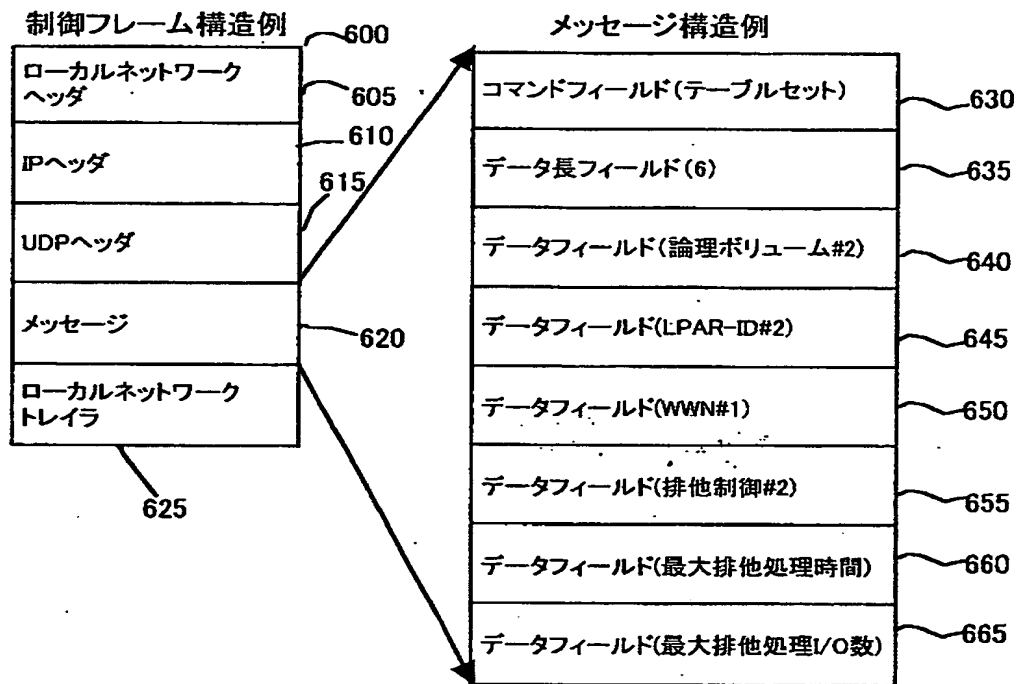 制御フレーム構造例
600
ローカルネットワーク
ヘッダ
605
IPヘッダ
610
UDPヘッダ
615
メッセージ
620
ローカルネットワーク
トレイラ
625
メッセージ構造例
コマンドフィールド(テーブルセット)
630
データ長フィールド(6)
635
データフィールド(論理ボリューム#2)
640
データフィールド(LPAR-ID#2)
645
データフィールド(WWN#1)
650
データフィールド(排他制御#2)
655
データフィールド(最大排他処理時間)
660
データフィールド(最大排他処理I/O数)
665